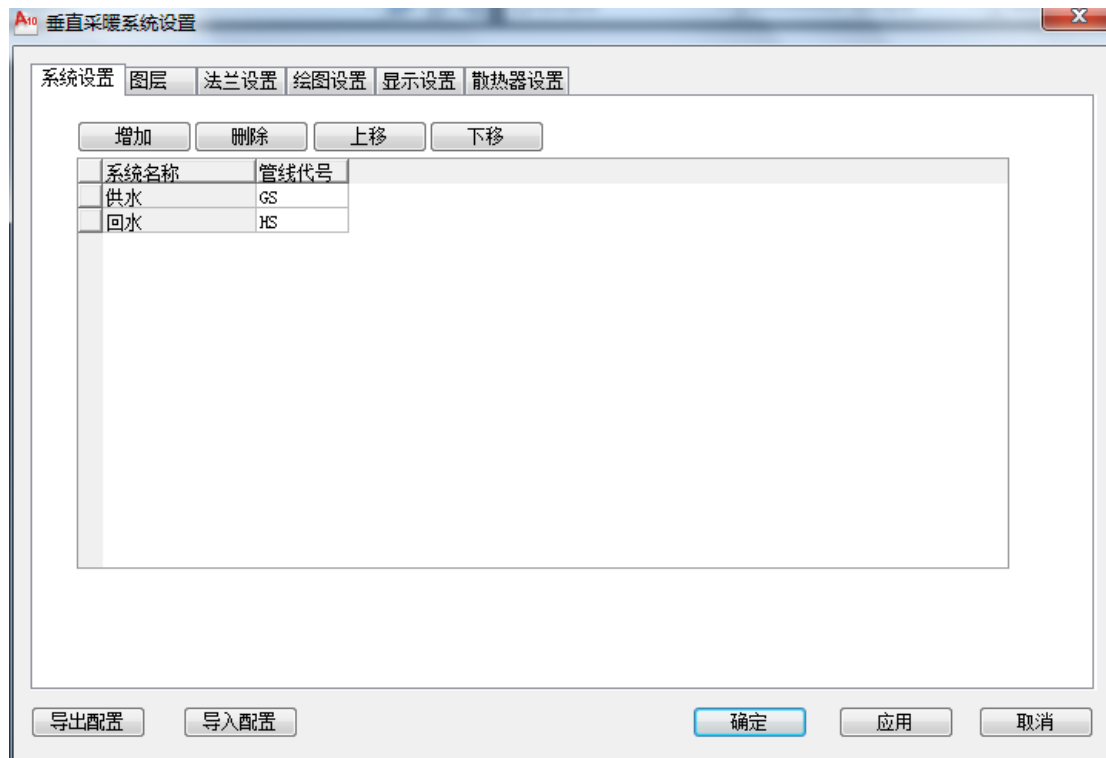 A10 垂直采暖系统设置 X
系统设置 图层 法兰设置 绘图设置 显示设置 散热器设置
增加 删除 上移 下移
系统名称 管线代号
供水 GS
回水 HS
导出配置 导入配置 确定 应用 取消